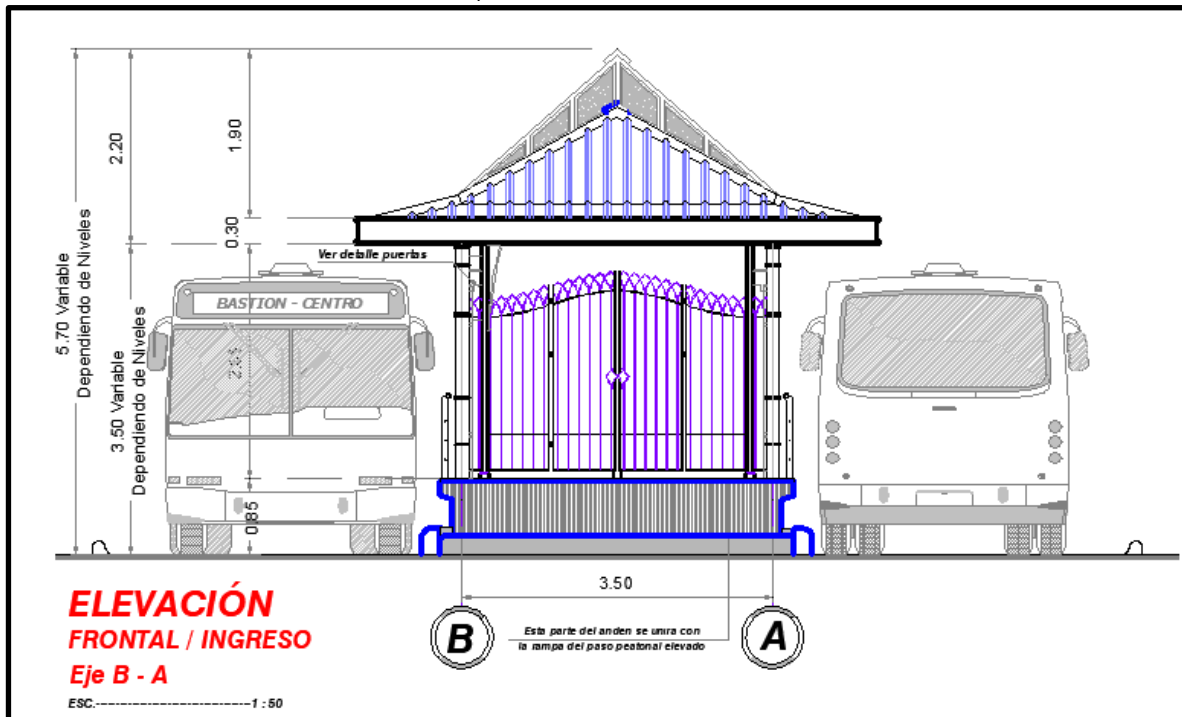 2.20
1.90
0.30
5.70 Variable
Dependiendo de Niveles
3.50 Variable
Dependiendo de Niveles
0.85
Ver detalle puertas
BASTION - CENTRO
3.50
B
A
Esta parte del anden se unira con
la rampa del paso peatonal elevado
ELEVACIÓN
FRONTAL / INGRESO
Eje B - A
ESC.-----------------------------------1 : 50